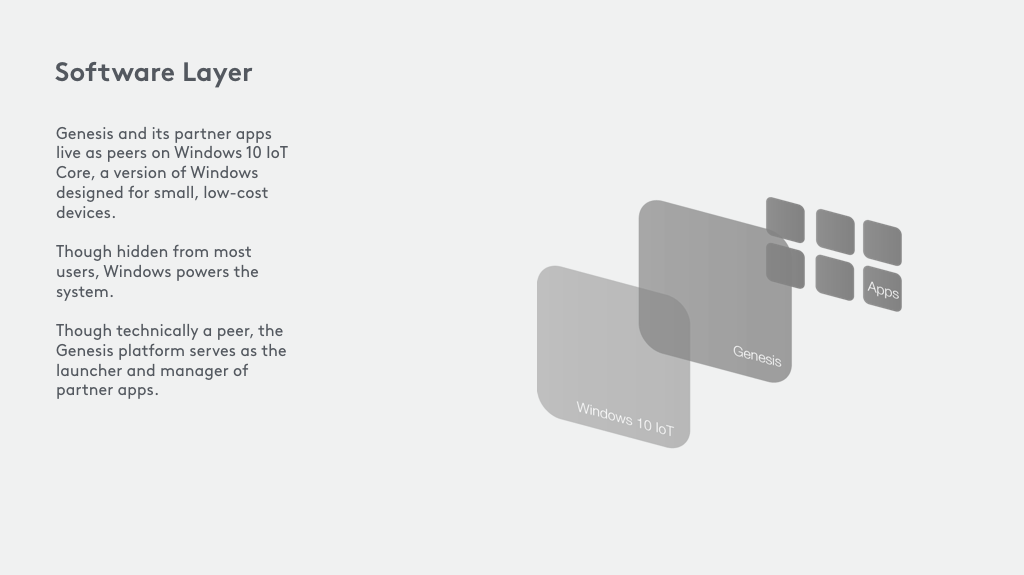 Software Layer
Genesis and its partner apps
live as peers on Windows 10 IoT
Core, a version of Windows
designed for small, low-cost
devices.
Though hidden from most
users, Windows powers the
system.
Though technically a peer, the
Genesis platform serves as the
launcher and manager of
partner apps.
Apps
Genesis
Windows 10 IoT